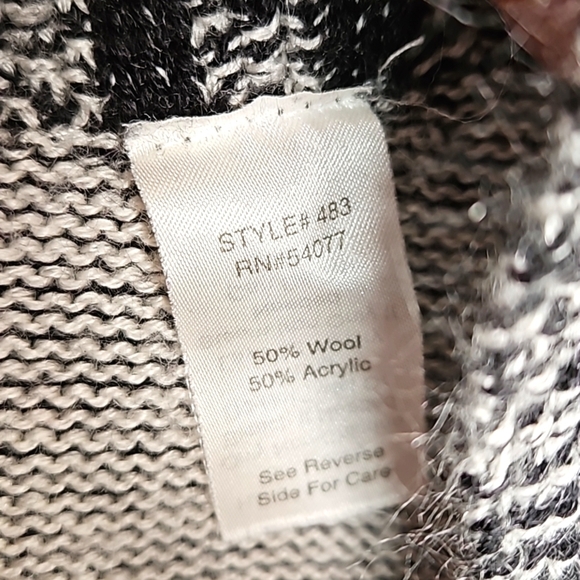 STYLE# 483
RN#54077
50% Wool
50% Acrylic
See Reverse
Side For Care